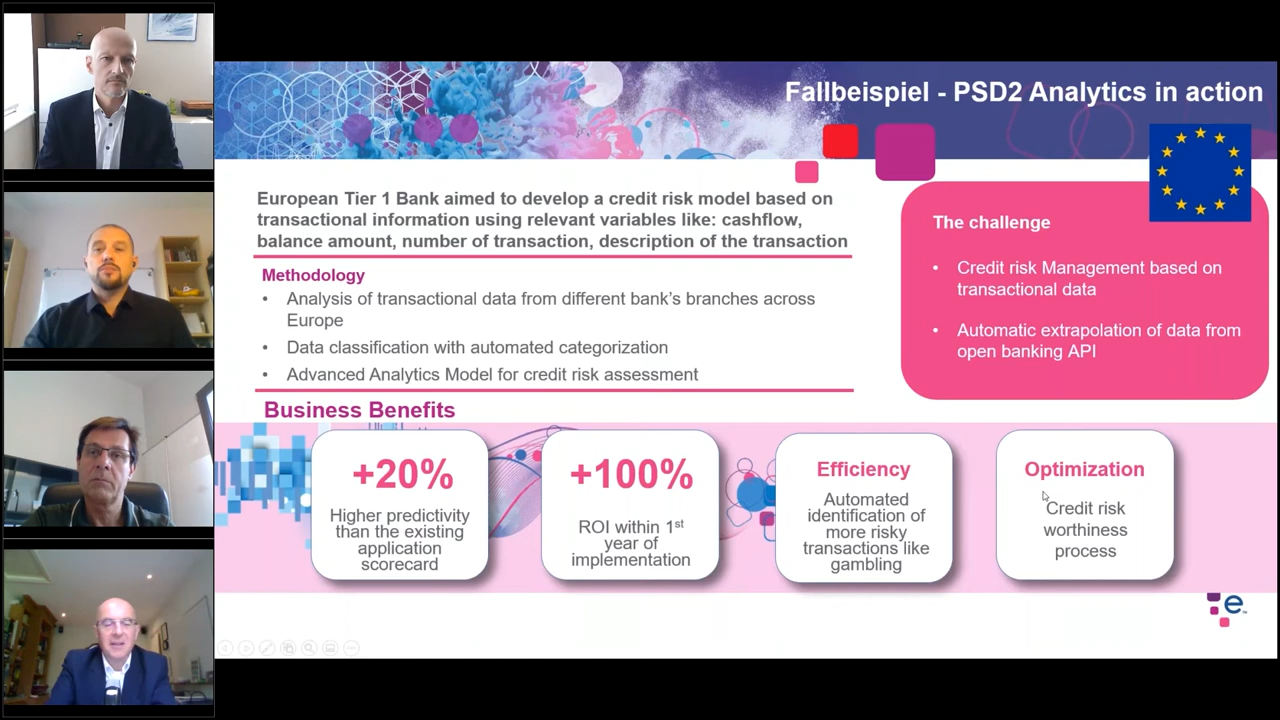 Fallbeispiel - PSD2 Analytics in action
European Tier 1 Bank aimed to develop a credit risk model based on
transactional information using relevant variables like: cashflow,
balance amount, number of transaction, description of the transaction
Methodology
• Analysis of transactional data from different bank's branches across
Europe
• Data classification with automated categorization
• Advanced Analytics Model for credit risk assessment
The challenge
• Credit risk Management based on
transactional data
• Automatic extrapolation of data from
open banking API
Business Benefits
+20%
Higher predictivity
than the existing
application
scorecard
+100%
ROI within 1st
year of
implementation
Efficiency
Automated
identification of
more risky
transactions like
gambling
Optimization
Credit risk
worthiness
process
e